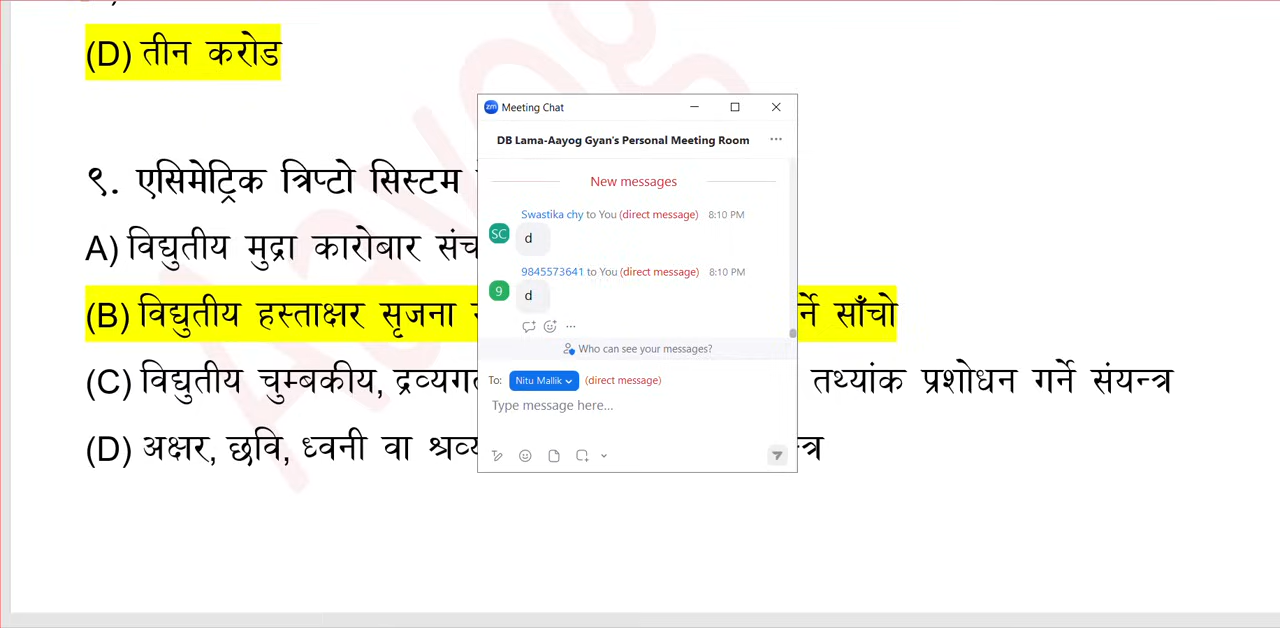 (D) तीन करोड
Aayog
Meeting Chat
DB Lama-Aayog Gyan's Personal Meeting Room
९. एसिमेट्रिक त्रिप्टो सिस्टम
New messages
Swastika chy to You (direct message) 8:10 PM
SC d
A) विद्युतीय मुद्रा कारोबार
9845573641 to You (direct message) 8:10 PM
9 d
(B) विद्युतीय हस्ताक्षर सृजना गर्ने साँचो
Who can see your messages?
To: Nitu Mallik (direct message)
(C) विद्युतीय चुम्बकीय, तथ्यांक प्रशोधन गर्ने संयन्त्र
Type message here...
(D) अक्षर, छवि, ध्वनी वा